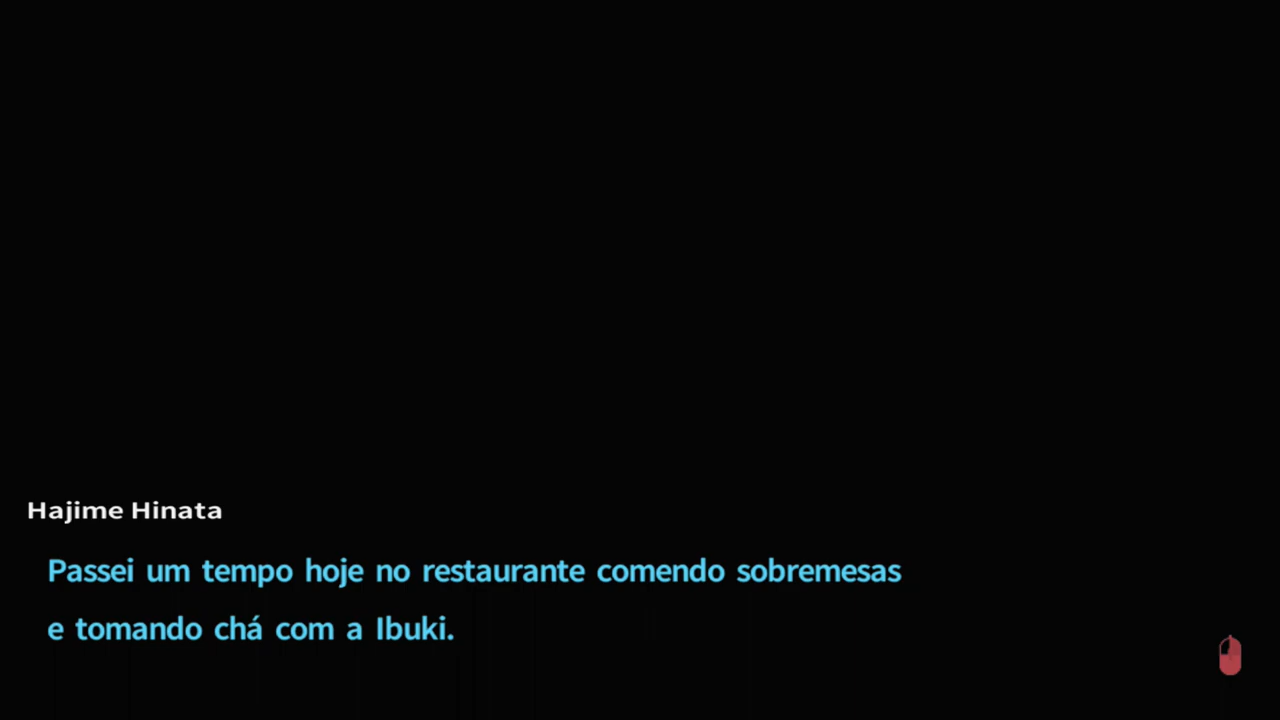 Hajime Hinata
Passei um tempo hoje no restaurante comendo sobremesas
e tomando chá com a Ibuki.